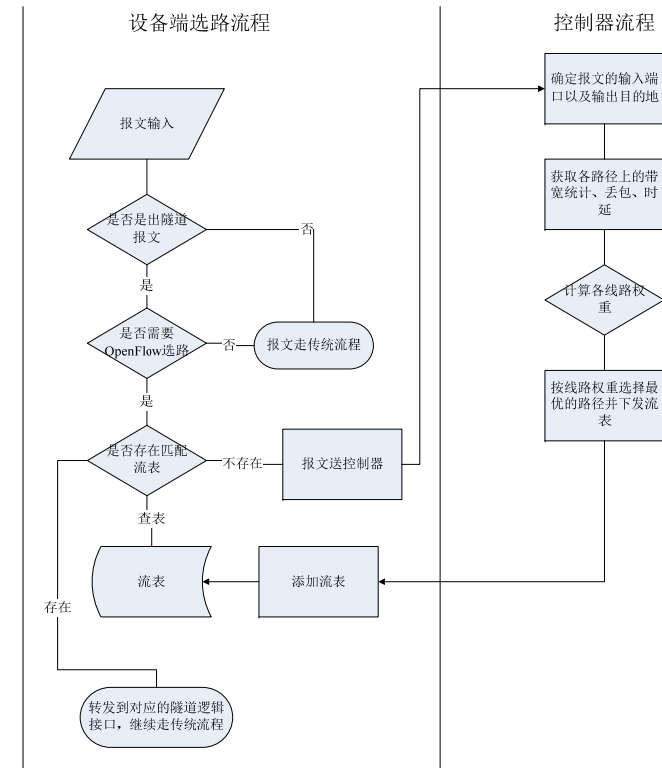 设备端选路流程
控制器流程
报文输入
是否是出隧道
报文
否
是
是否需要
OpenFlow选路
否
报文走传统流程
是
是否存在匹配
流表
不存在
报文送控制器
查表
流表
添加流表
存在
转发到对应的隧道逻辑
接口，继续走传统流程
确定报文的输入端
口以及输出目的地
获取各路径上的带
宽统计、丢包、时
延
计算各线路权
重
按线路权重选择最
优的路径并下发流
表